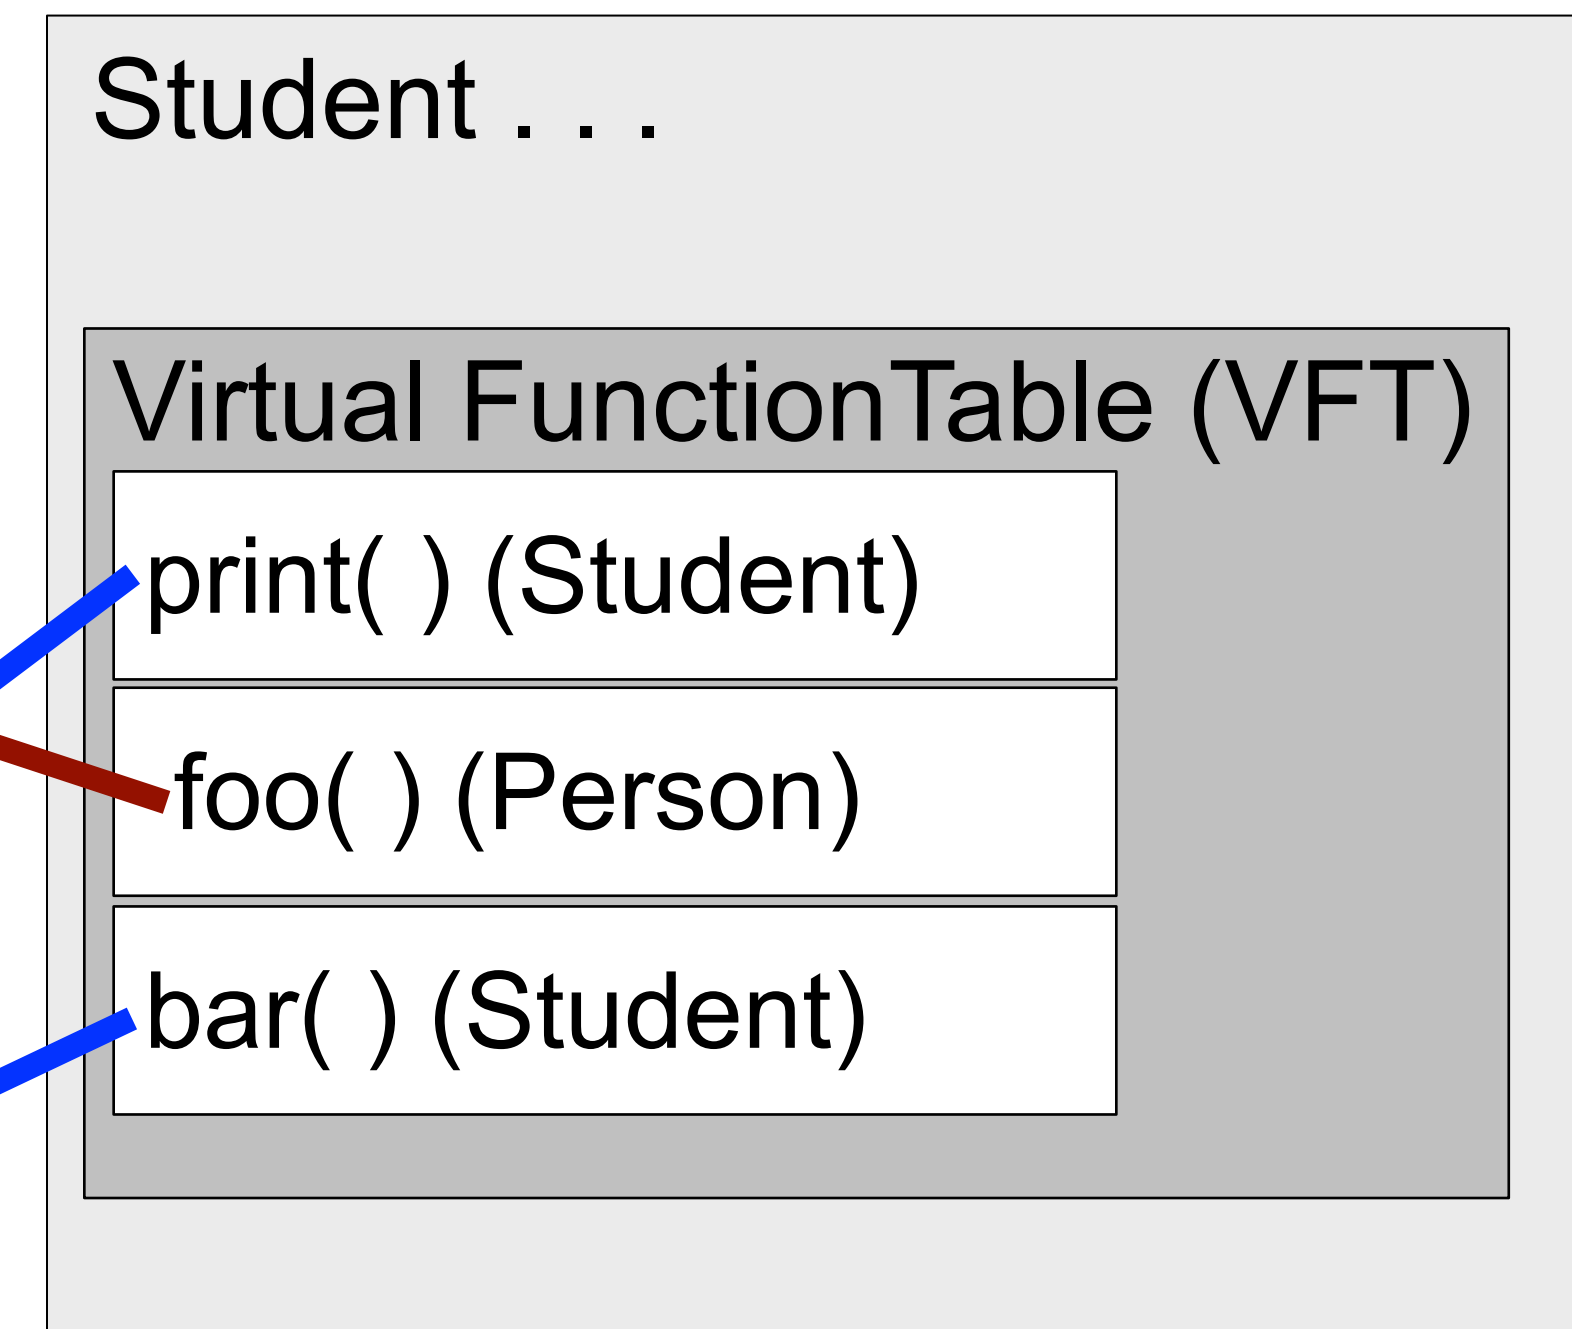 Student . . .
Virtual FunctionTable (VFT)
print( ) (Student)
foo( ) (Person)
bar( ) (Student)